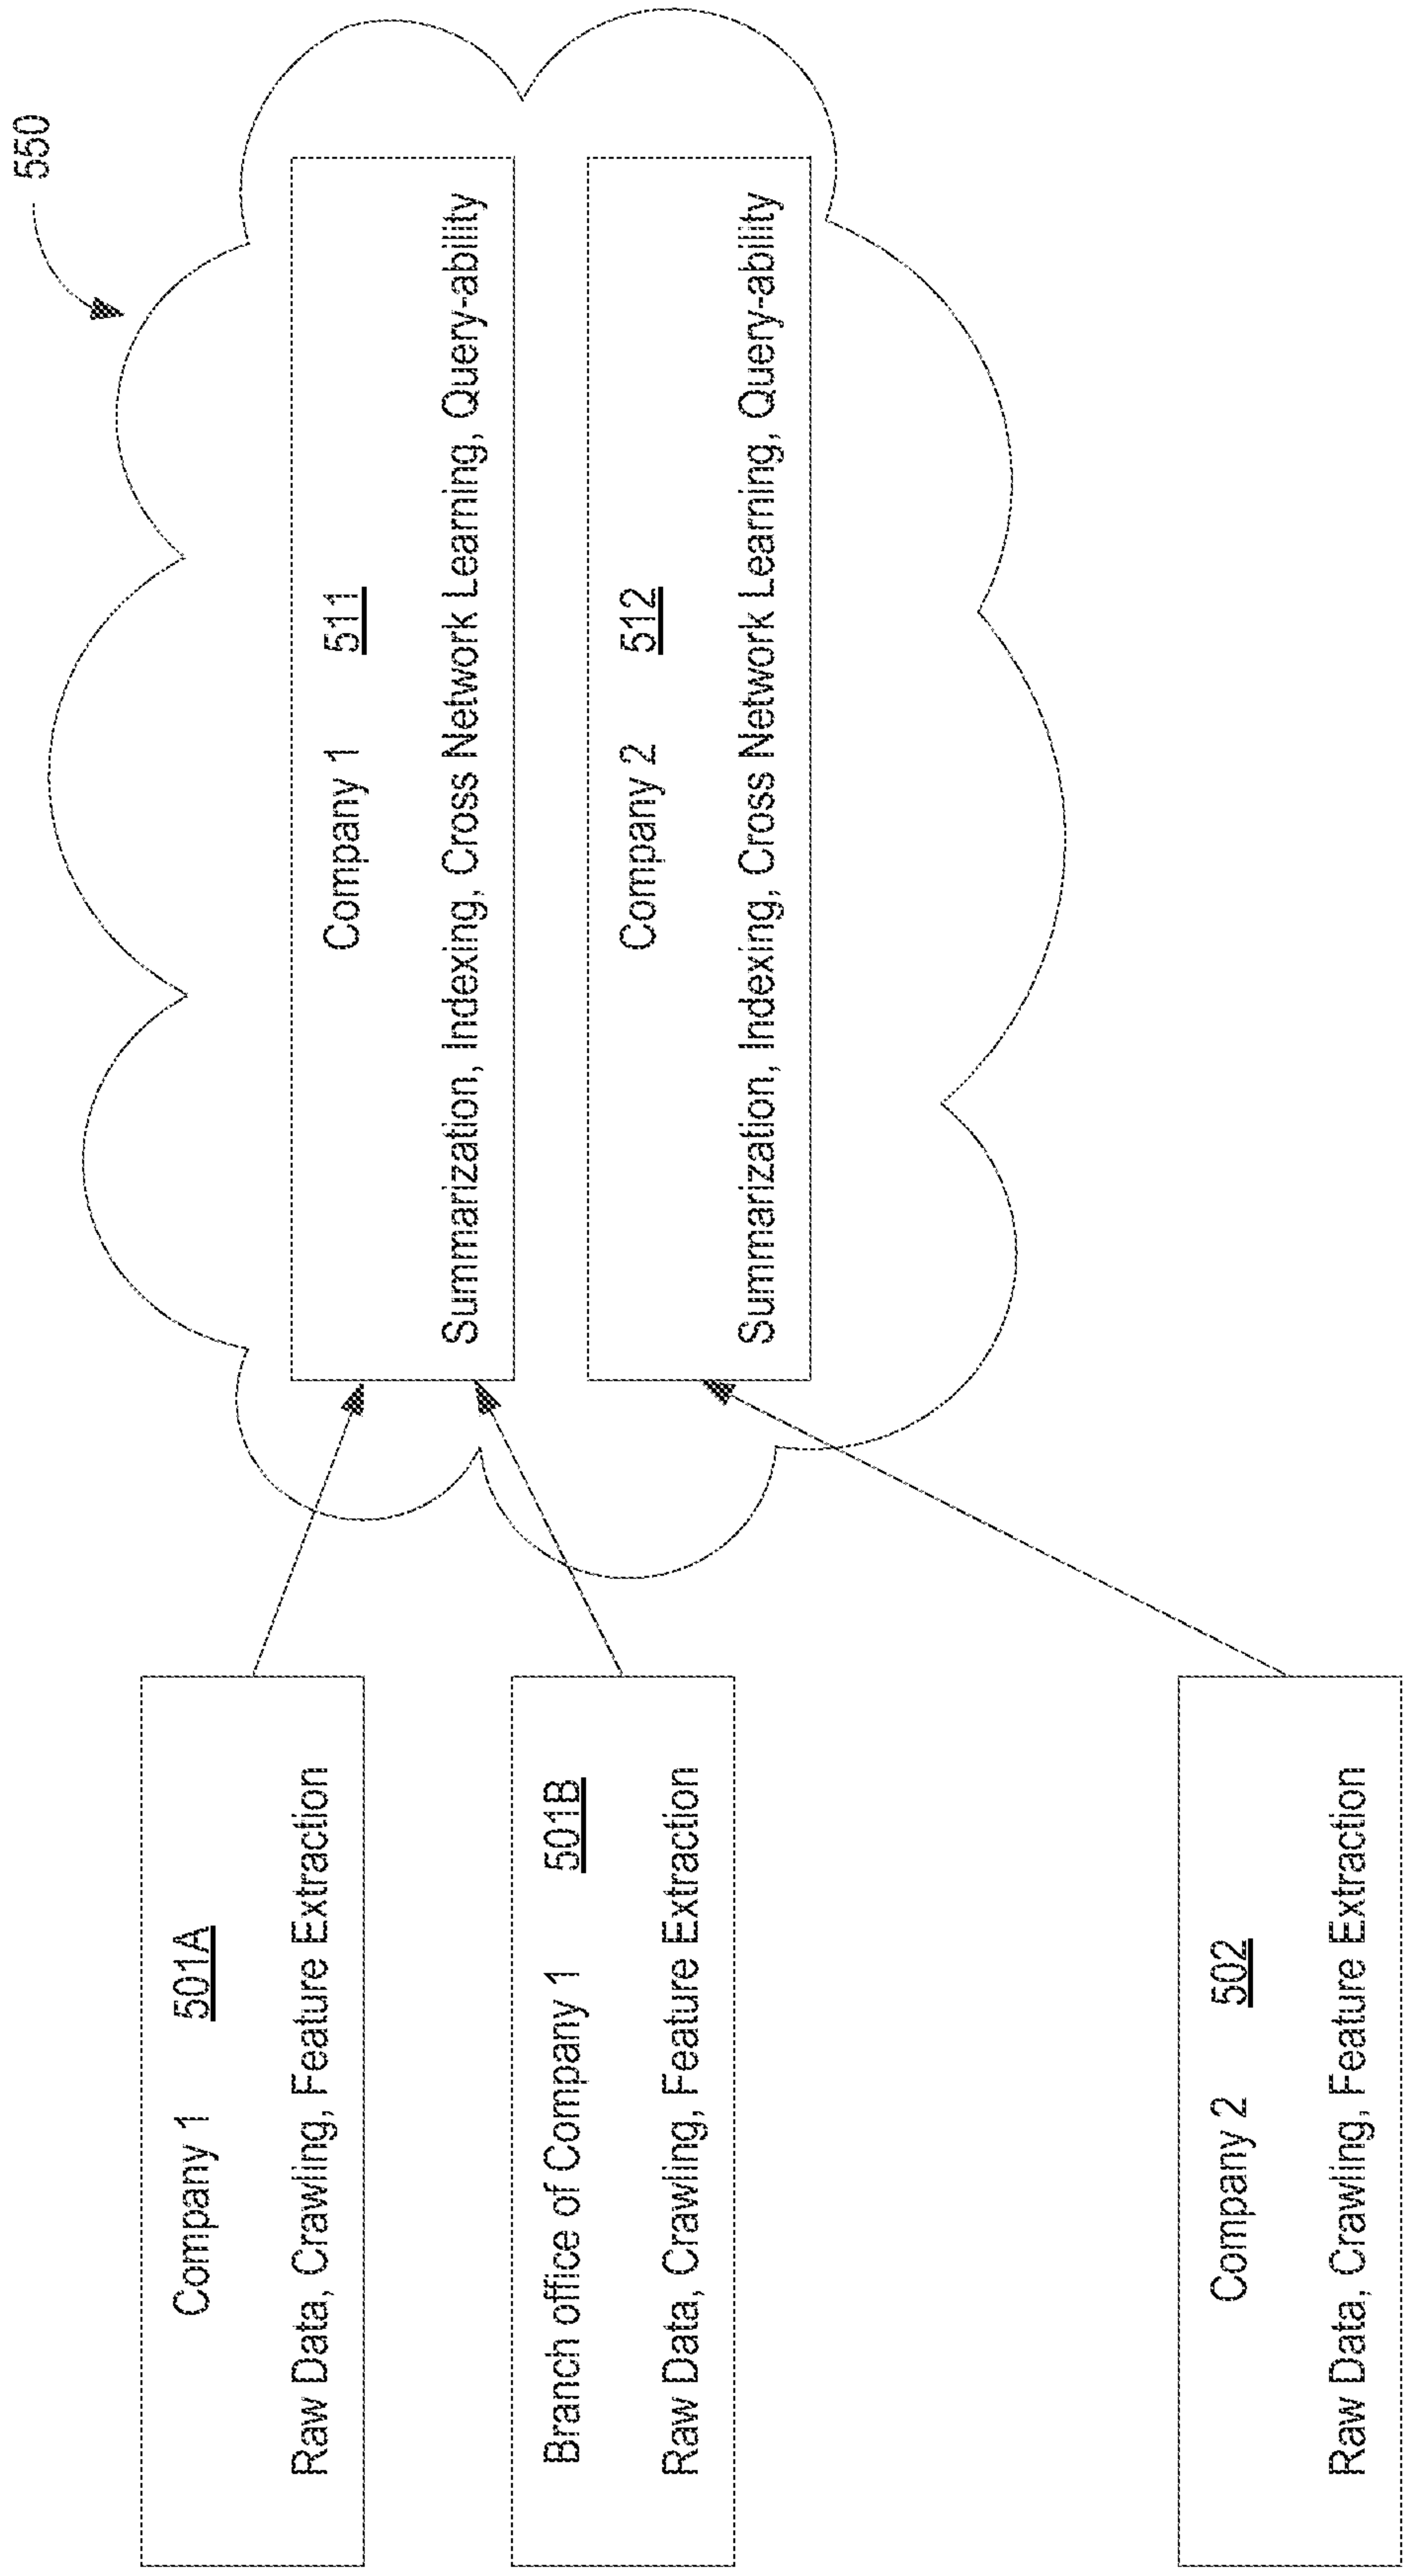 550
Company 1 511
Summarization, Indexing, Cross Network Learning, Query-ability
Company 2 512
Summarization, Indexing, Cross Network Learning, Query-ability
Company 1 501A
Raw Data, Crawling, Feature Extraction
Branch office of Company 1 501B
Raw Data, Crawling, Feature Extraction
Company 2 502
Raw Data, Crawling, Feature Extraction